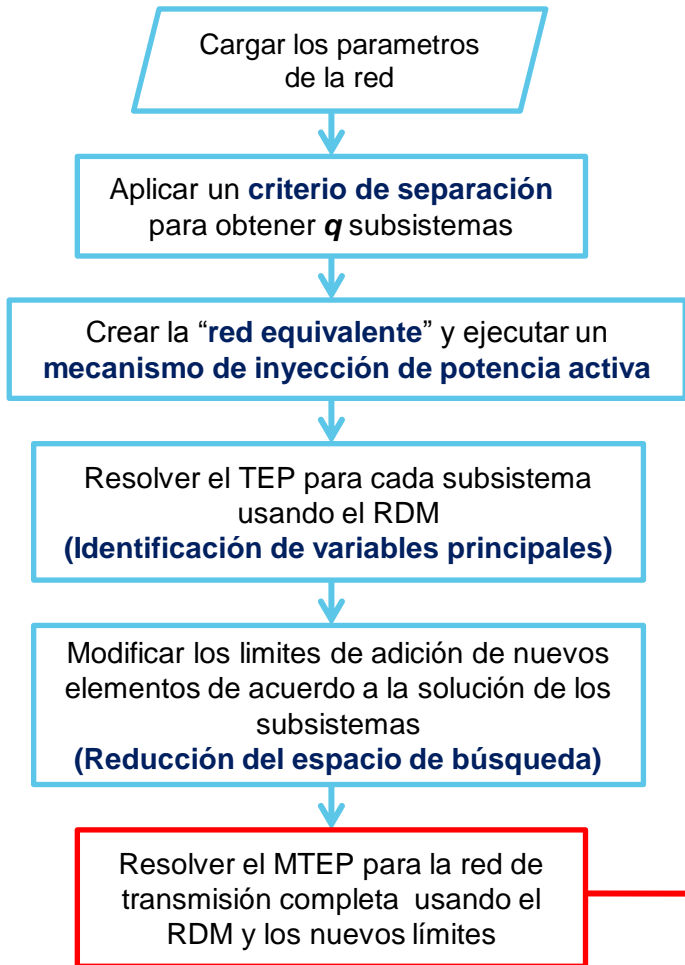 Cargar los parametros
de la red
Aplicar un criterio de separación
para obtener q subsistemas
Crear la “red equivalente” y ejecutar un
mecanismo de inyección de potencia activa
Resolver el TEP para cada subsistema
usando el RDM
(Identificación de variables principales)
Modificar los limites de adición de nuevos
elementos de acuerdo a la solución de los
subsistemas
(Reducción del espacio de búsqueda)
Resolver el MTEP para la red de
transmisión completa usando el
RDM y los nuevos límites